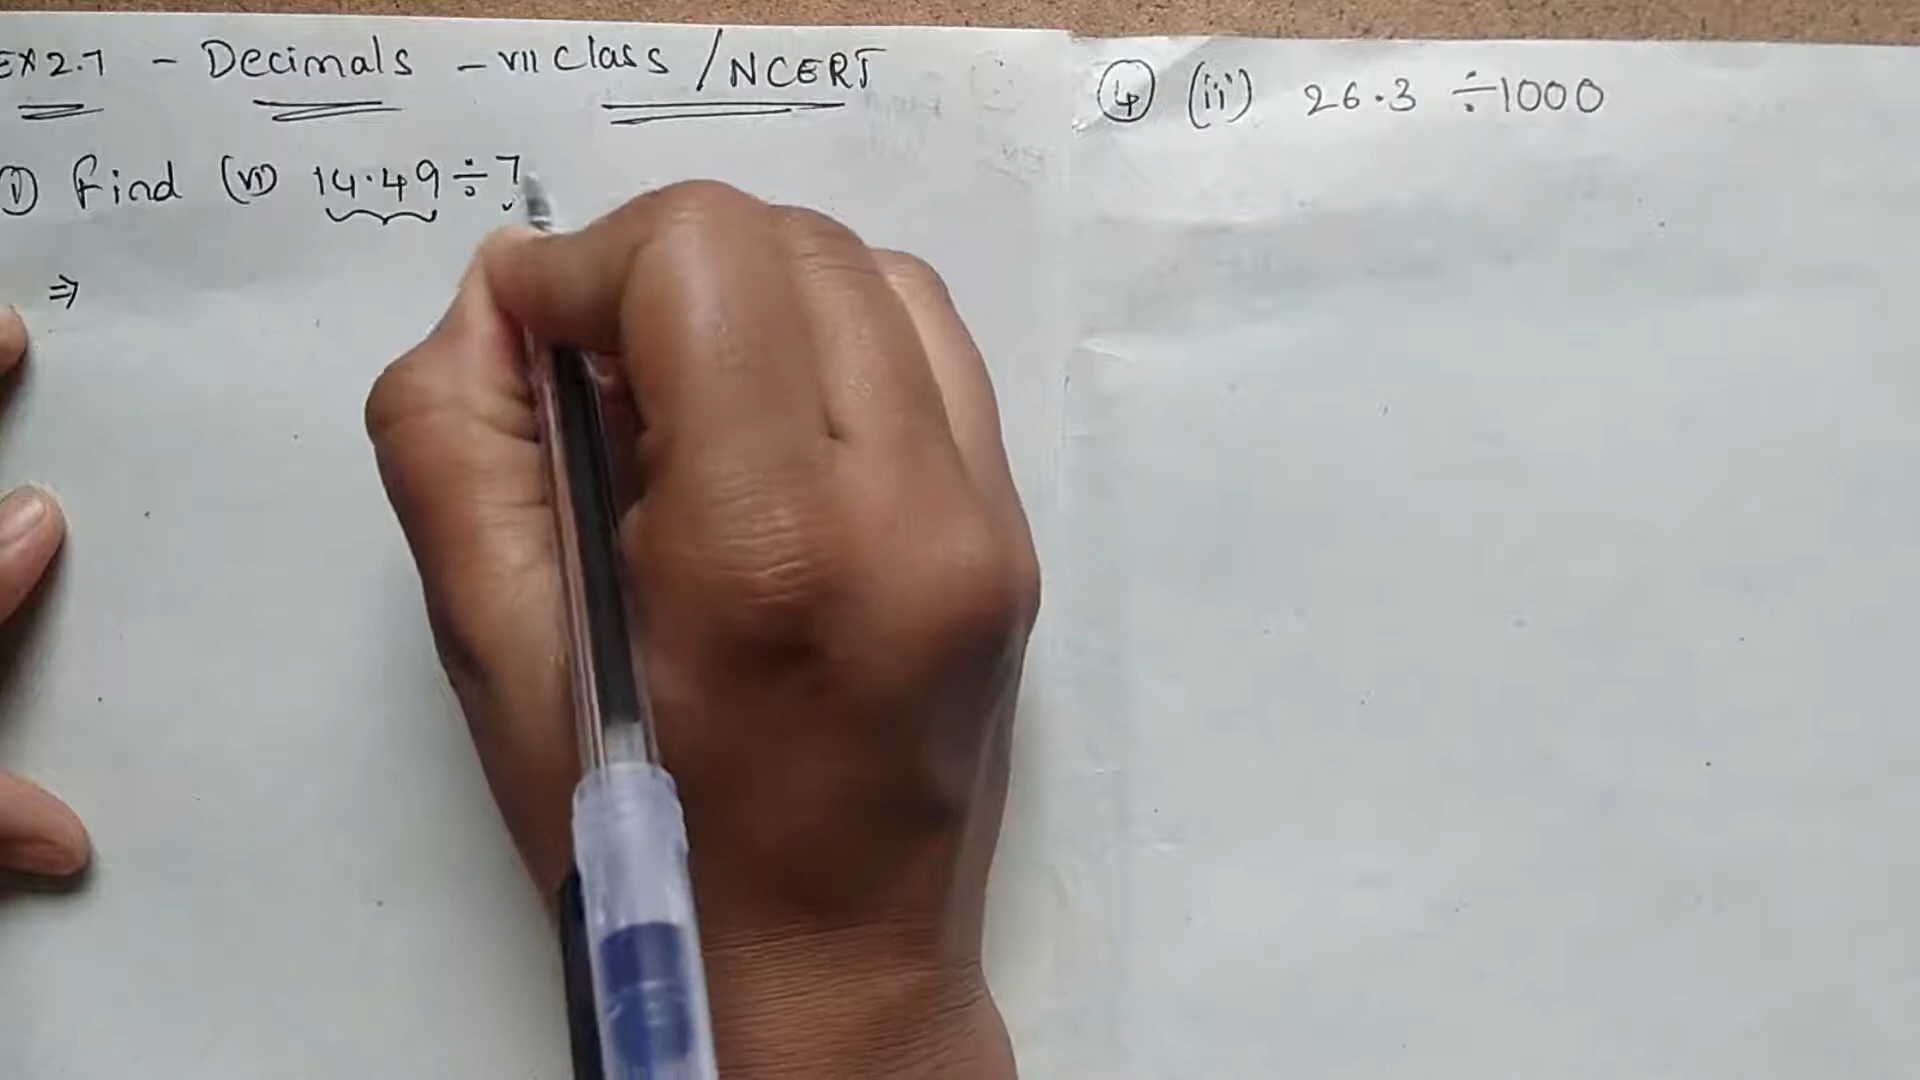 EX 2.7 - Decimals - VII Class / NCERT
① Find (vi) 14.49 ÷ 7
⇒
④ (ii) 26.3 ÷ 1000